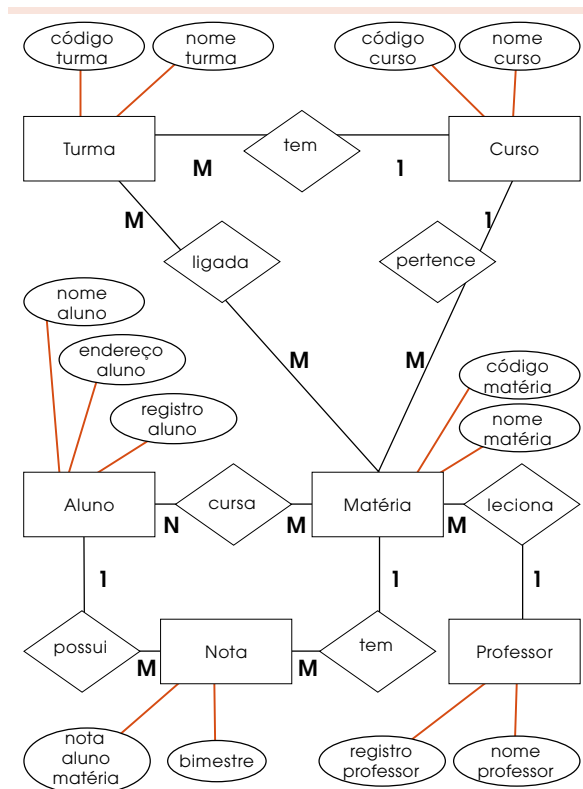 código
turma
nome
turma
código
curso
nome
curso
Turma
tem
Curso
M
1
M
1
ligada
pertence
nome
aluno
endereço
aluno
registro
aluno
M
M
código
matéria
nome
matéria
Aluno
cursa
Matéria
leciona
N
M
M
1
1
1
possui
Nota
tem
Professor
M
M
nota
aluno
matéria
bimestre
registro
professor
nome
professor